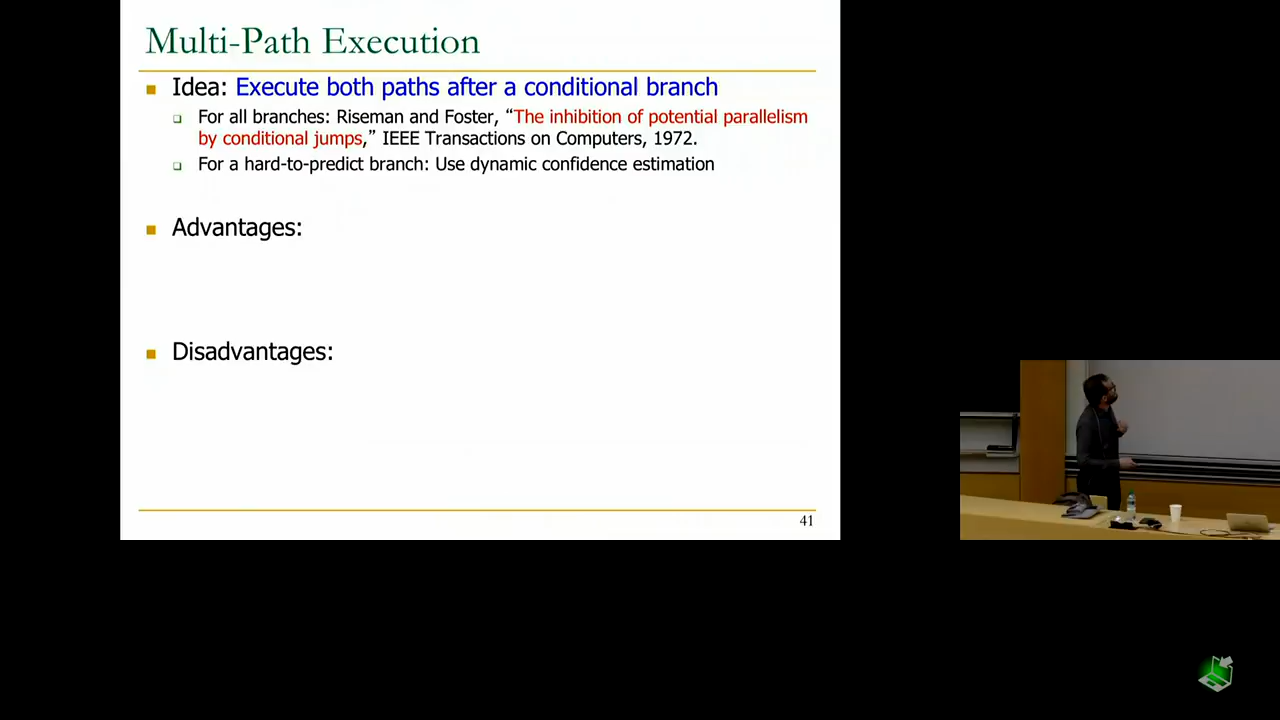 Multi-Path Execution
Idea: Execute both paths after a conditional branch
For all branches: Riseman and Foster, “The inhibition of potential parallelism
by conditional jumps,” IEEE Transactions on Computers, 1972.
For a hard-to-predict branch: Use dynamic confidence estimation
Advantages:
Disadvantages:
41